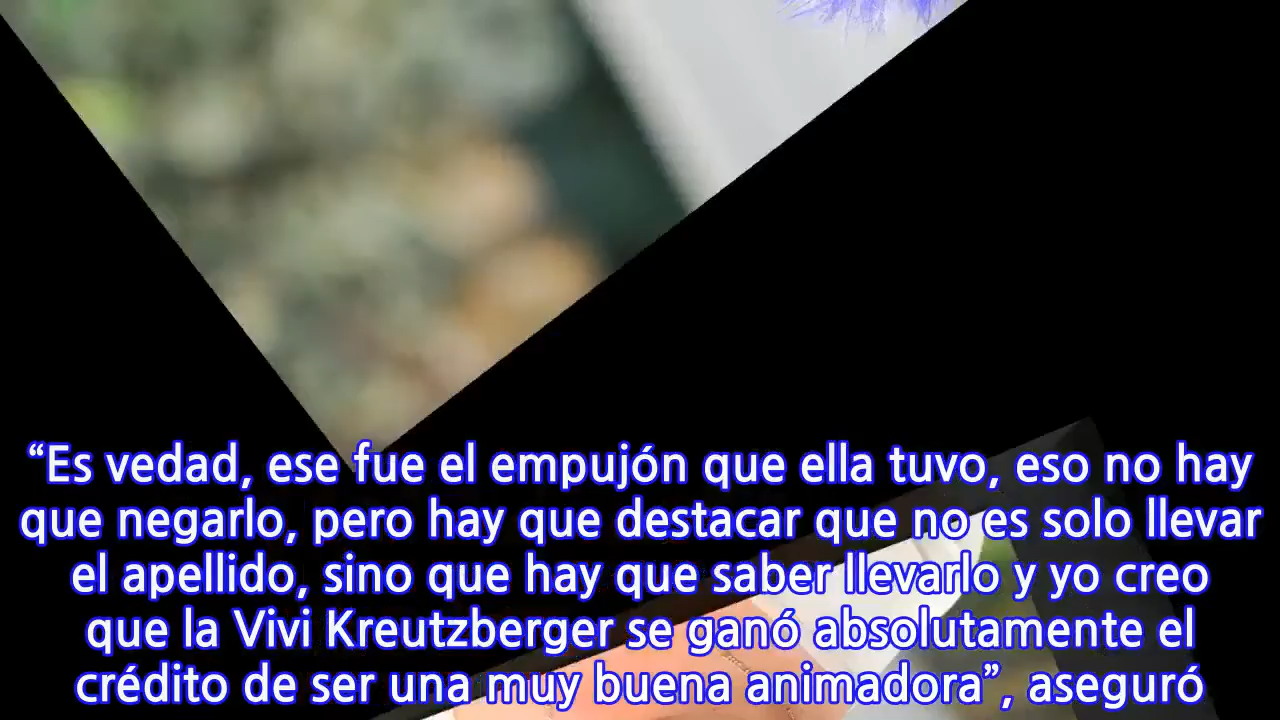 “Es vedad, ese fue el empujón que ella tuvo, eso no hay
que negarlo, pero hay que destacar que no es solo llevar
el apellido, sino que hay que saber llevarlo y yo creo
que la Vivi Kreutzberger se ganó absolutamente el
crédito de ser una muy buena animadora”, aseguró